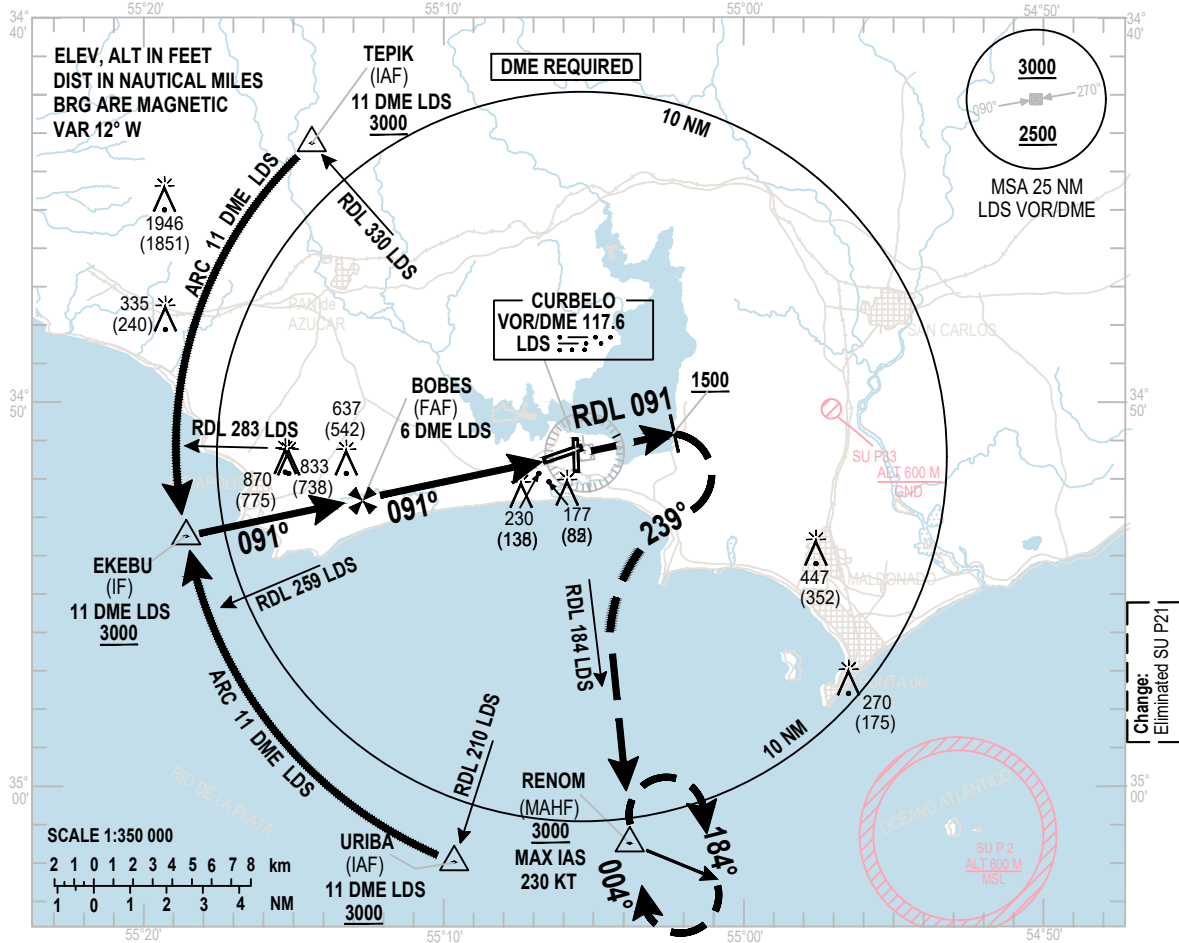 34°
40'
55°20'
55°10'
55°00'
54°50'
34°
40'
ELEV, ALT IN FEET
DIST IN NAUTICAL MILES
BRG ARE MAGNETIC
VAR 12° W
TEPIK
(IAF)
11 DME LDS
3000
DME REQUIRED
10 NM
3000
090°
270°
2500
MSA 25 NM
LDS VOR/DME
1946
(1851)
ARC 11 DME LDS
RDL 330 LDS
335
(240)
PAN de
AZUCAR
CURBELO
VOR/DME 117.6
LDS
SAN CARLOS
34°
50'
BOBES
(FAF)
6 DME LDS
637
(542)
RDL 283 LDS
870
(775)
833
(738)
RDL 091
1500
34°
50'
SU P33
ALT 600 M
GND
091º
091º
230
177
239°
EKEBU
(IF)
11 DME LDS
3000
RDL 259 LDS
RDL 184 LDS
447
(352)
MALDONADO
Change:
Eliminated SU P21
ARC 11 DME LDS
RDL 210 LDS
270
(175)
10 NM
RIO DE LA PLATA
OCÉANO ATLÁNTICO
35°
00'
35°
00'
RENOM
(MAHF)
3000
MAX IAS
230 KT
184°
004°
SU P 2
ALT 600 M
MSL
URIBA
(IAF)
11 DME LDS
3000
SCALE 1:350 000
2 1 0 1 2 3 4 5 6 7 8 km
1 0 1 2 3 4 NM
55°20'
55°10'
55°00'
54°50'